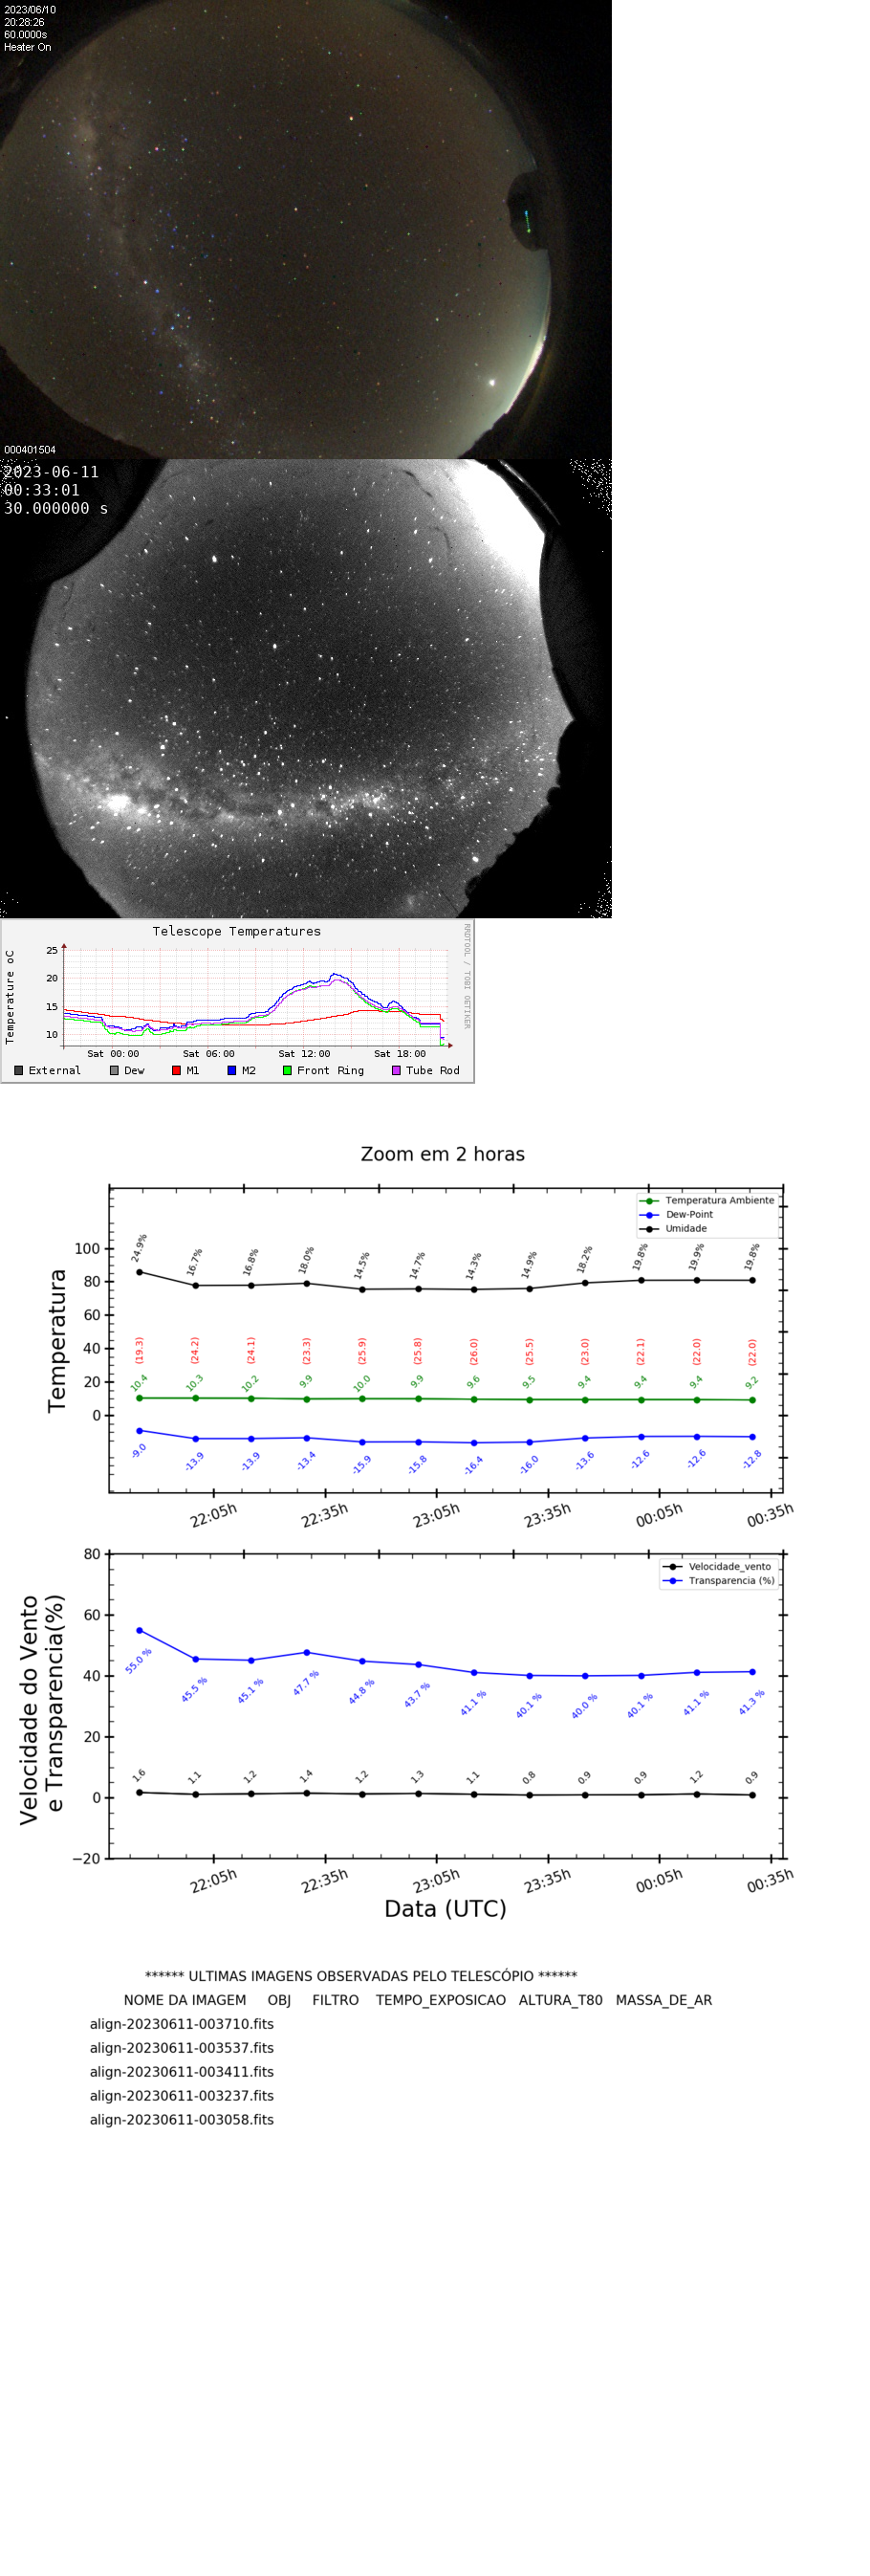 2023/06/10
20:28:26
60.0000s
Heater On
000401504
2023-06-11
00:33:01
30.000000 s
Telescope Temperatures
RRDTOOL / TOBI OETIKER
Temperature oC
25
20
15
10
Sat 00:00 Sat 06:00 Sat 12:00 Sat 18:00
External Dew M1 M2 Front Ring Tube Rod
Zoom em 2 horas
Temperatura
Temperatura Ambiente
Dew-Point
Umidade
100
80
60
40
20
0
24.9% 16.7% 16.8% 18.0% 14.5% 14.7% 14.3% 14.9% 18.2% 19.8% 19.9% 19.8%
(19.3) (24.2) (24.1) (23.3) (25.9) (25.8) (26.0) (25.5) (23.0) (22.1) (22.0) (22.0)
10.4 10.3 10.2 9.9 10.0 9.9 9.6 9.5 9.4 9.4 9.4 9.2
-9.0 -13.9 -13.9 -13.4 -15.9 -15.8 -16.4 -16.0 -13.6 -12.6 -12.6 -12.8
22:05h 22:35h 23:05h 23:35h 00:05h 00:35h
Velocidade do Vento
e Transparencia(%)
Velocidade_vento
Transparencia (%)
80
60
40
20
0
−20
55.0 % 45.5 % 45.1 % 47.7 % 44.8 % 43.7 % 41.1 % 40.1 % 40.0 % 40.1 % 41.1 % 41.3 %
1.6 1.1 1.2 1.4 1.2 1.3 1.1 0.8 0.9 0.9 1.2 0.9
22:05h 22:35h 23:05h 23:35h 00:05h 00:35h
Data (UTC)
****** ULTIMAS IMAGENS OBSERVADAS PELO TELESCÓPIO ******
NOME DA IMAGEM OBJ FILTRO TEMPO_EXPOSICAO ALTURA_T80 MASSA_DE_AR
align-20230611-003710.fits
align-20230611-003537.fits
align-20230611-003411.fits
align-20230611-003237.fits
align-20230611-003058.fits